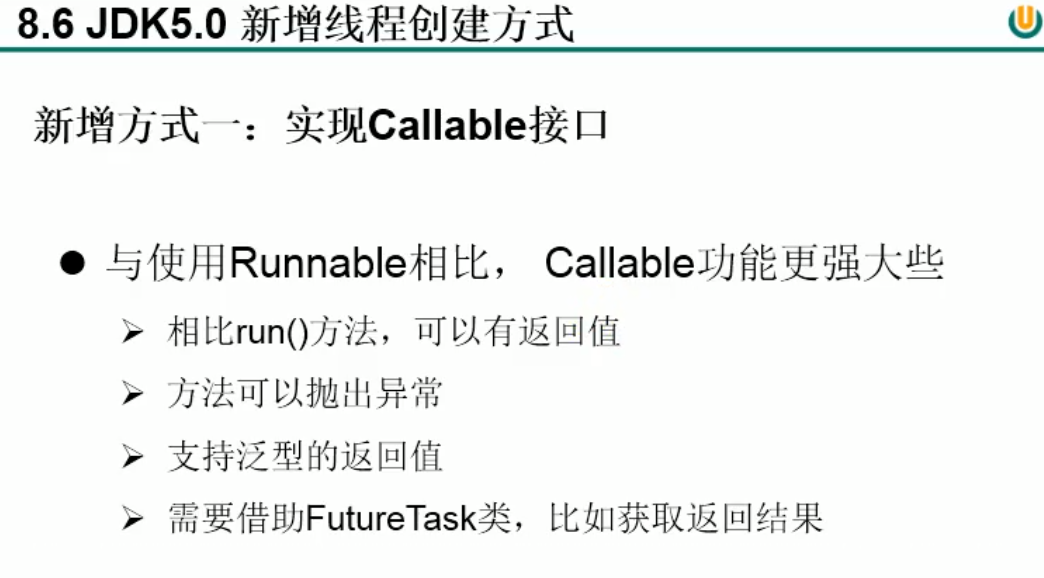 8.6 JDK5.0 新增线程创建方式
新增方式一：实现Callable接口
● 与使用Runnable相比， Callable功能更强大些
➢ 相比run()方法，可以有返回值
➢ 方法可以抛出异常
➢ 支持泛型的返回值
➢ 需要借助FutureTask类，比如获取返回结果